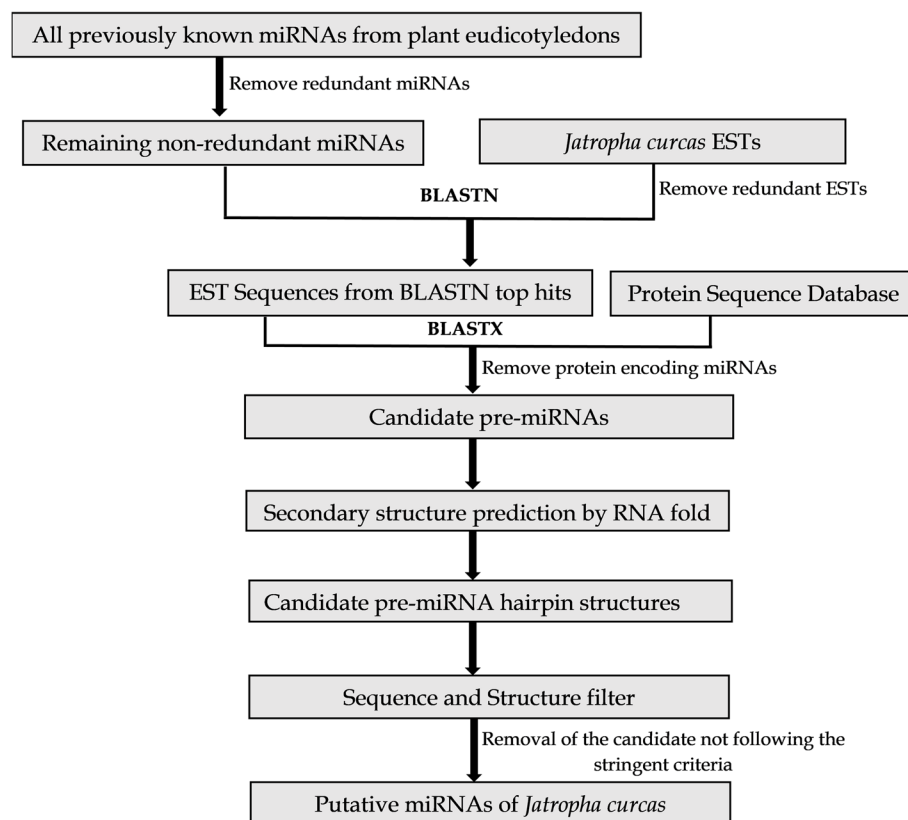 All previously known miRNAs from plant eudicotyledons
Remove redundant miRNAs
Remaining non-redundant miRNAs
Jatropha curcas ESTs
Remove redundant ESTs
BLASTN
EST Sequences from BLASTN top hits
Protein Sequence Database
BLASTX
Remove protein encoding miRNAs
Candidate pre-miRNAs
Secondary structure prediction by RNA fold
Candidate pre-miRNA hairpin structures
Sequence and Structure filter
Removal of the candidate not following the
stringent criteria
Putative miRNAs of Jatropha curcas